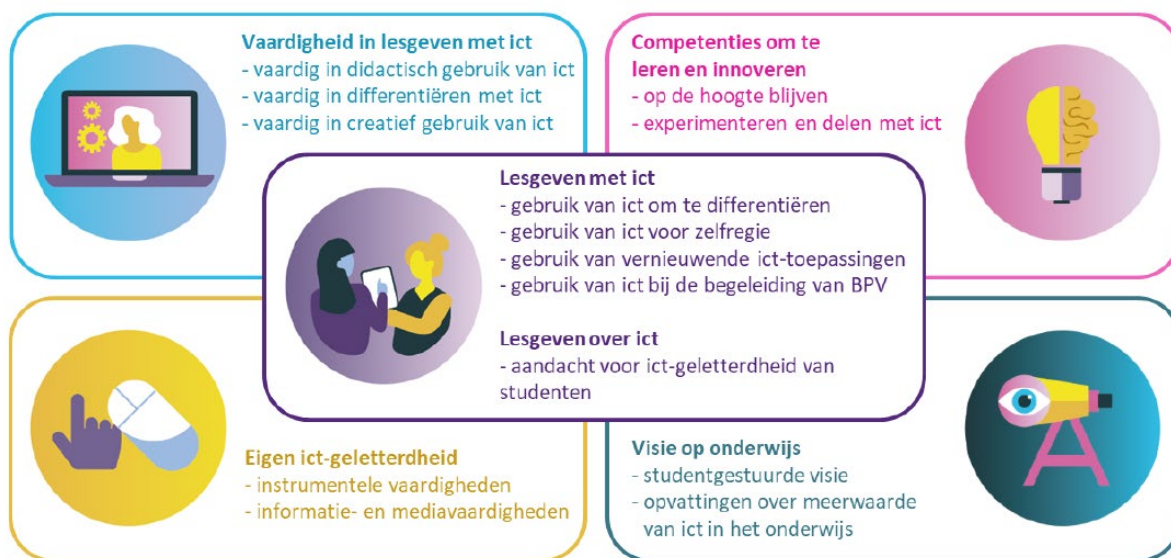 Vaardigheid in lesgeven met ict
- vaardig in didactisch gebruik van ict
- vaardig in differentiëren met ict
- vaardig in creatief gebruik van ict
Competenties om te
leren en innoveren
- op de hoogte blijven
- experimenteren en delen met ict
Lesgeven met ict
- gebruik van ict om te differentiëren
- gebruik van ict voor zelfregie
- gebruik van vernieuwende ict-toepassingen
- gebruik van ict bij de begeleiding van BPV
Lesgeven over ict
- aandacht voor ict-geletterdheid van
studenten
Eigen ict-geletterdheid
- instrumentele vaardigheden
- informatie- en mediavaardigheden
Visie op onderwijs
- studentgestuurde visie
- opvattingen over meerwaarde
van ict in het onderwijs